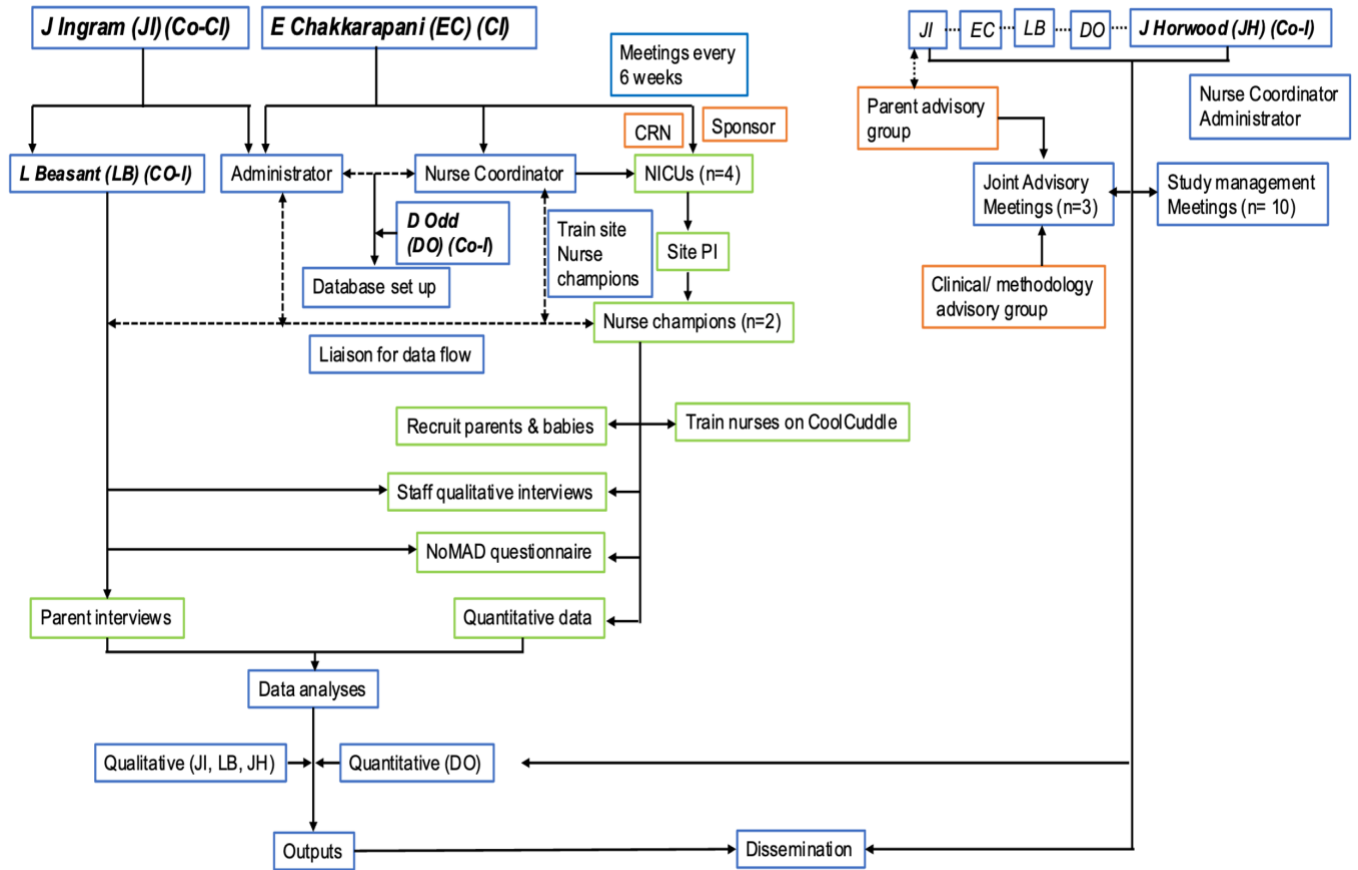 J Ingram (JI) (Co-CI)
E Chakkarapani (EC) (CI)
Meetings every
6 weeks
CRN
Sponsor
L Beasant (LB) (CO-I)
Administrator
Nurse Coordinator
NICUs (n=4)
D Odd
(DO) (Co-I)
Train site
Nurse
champions
Site PI
Database set up
Nurse champions (n=2)
Liaison for data flow
Recruit parents & babies
Train nurses on CoolCuddle
Staff qualitative interviews
NoMAD questionnaire
Parent interviews
Quantitative data
Data analyses
Qualitative (JI, LB, JH)
Quantitative (DO)
Outputs
Dissemination
JI
EC
LB
DO
J Horwood (JH) (Co-I)
Parent advisory
group
Nurse Coordinator
Administrator
Joint Advisory
Meetings (n=3)
Study management
Meetings (n= 10)
Clinical/ methodology
advisory group